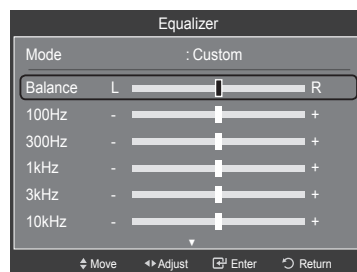 Equalizer
Mode : Custom
Balance L R
100Hz - +
300Hz - +
1kHz - +
3kHz - +
10kHz - +
Move Adjust Enter Return